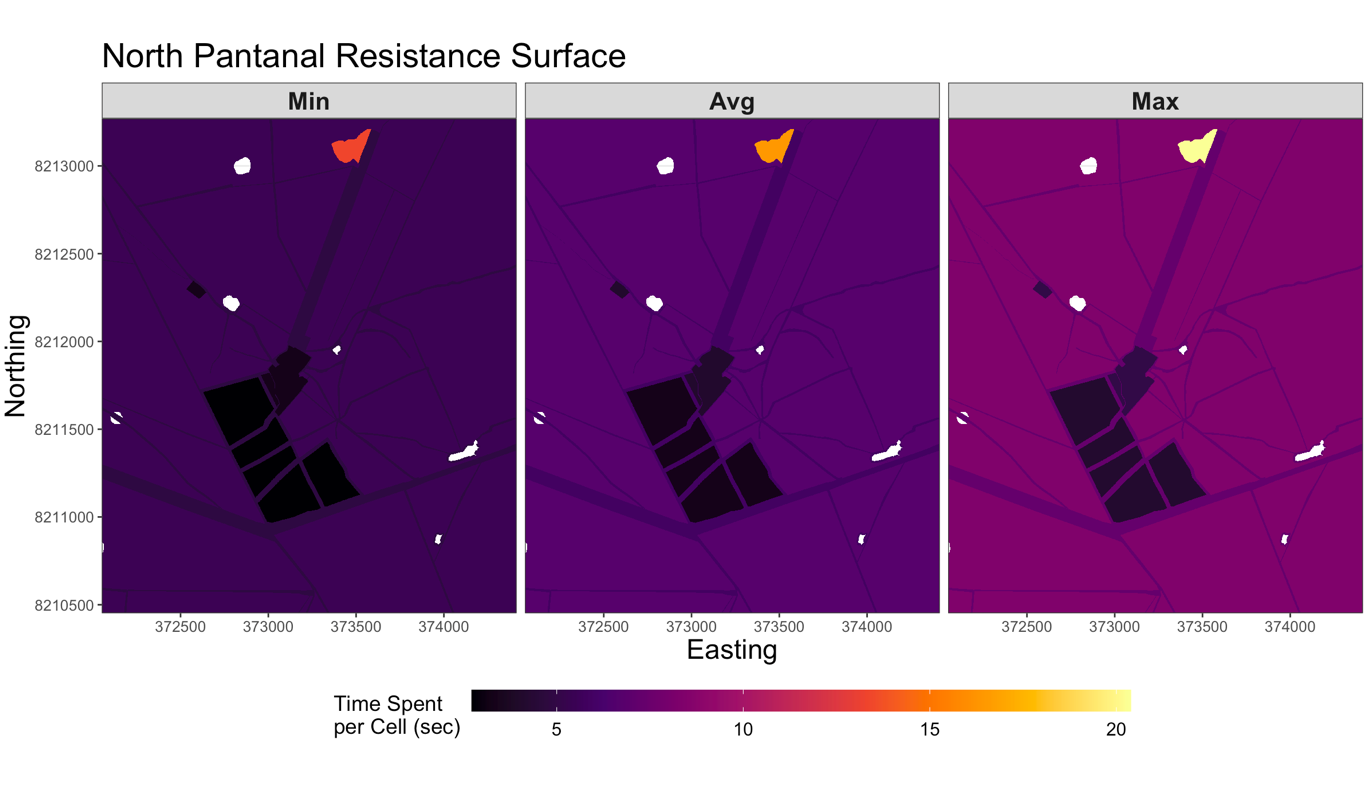 North Pantanal Resistance Surface
Min Avg Max
Northing
8213000
8212500
8212000
8211500
8211000
8210500
372500 373000 373500 374000 372500 373000 373500 374000 372500 373000 373500 374000
Easting
Time Spent
per Cell (sec)
5 10 15 20